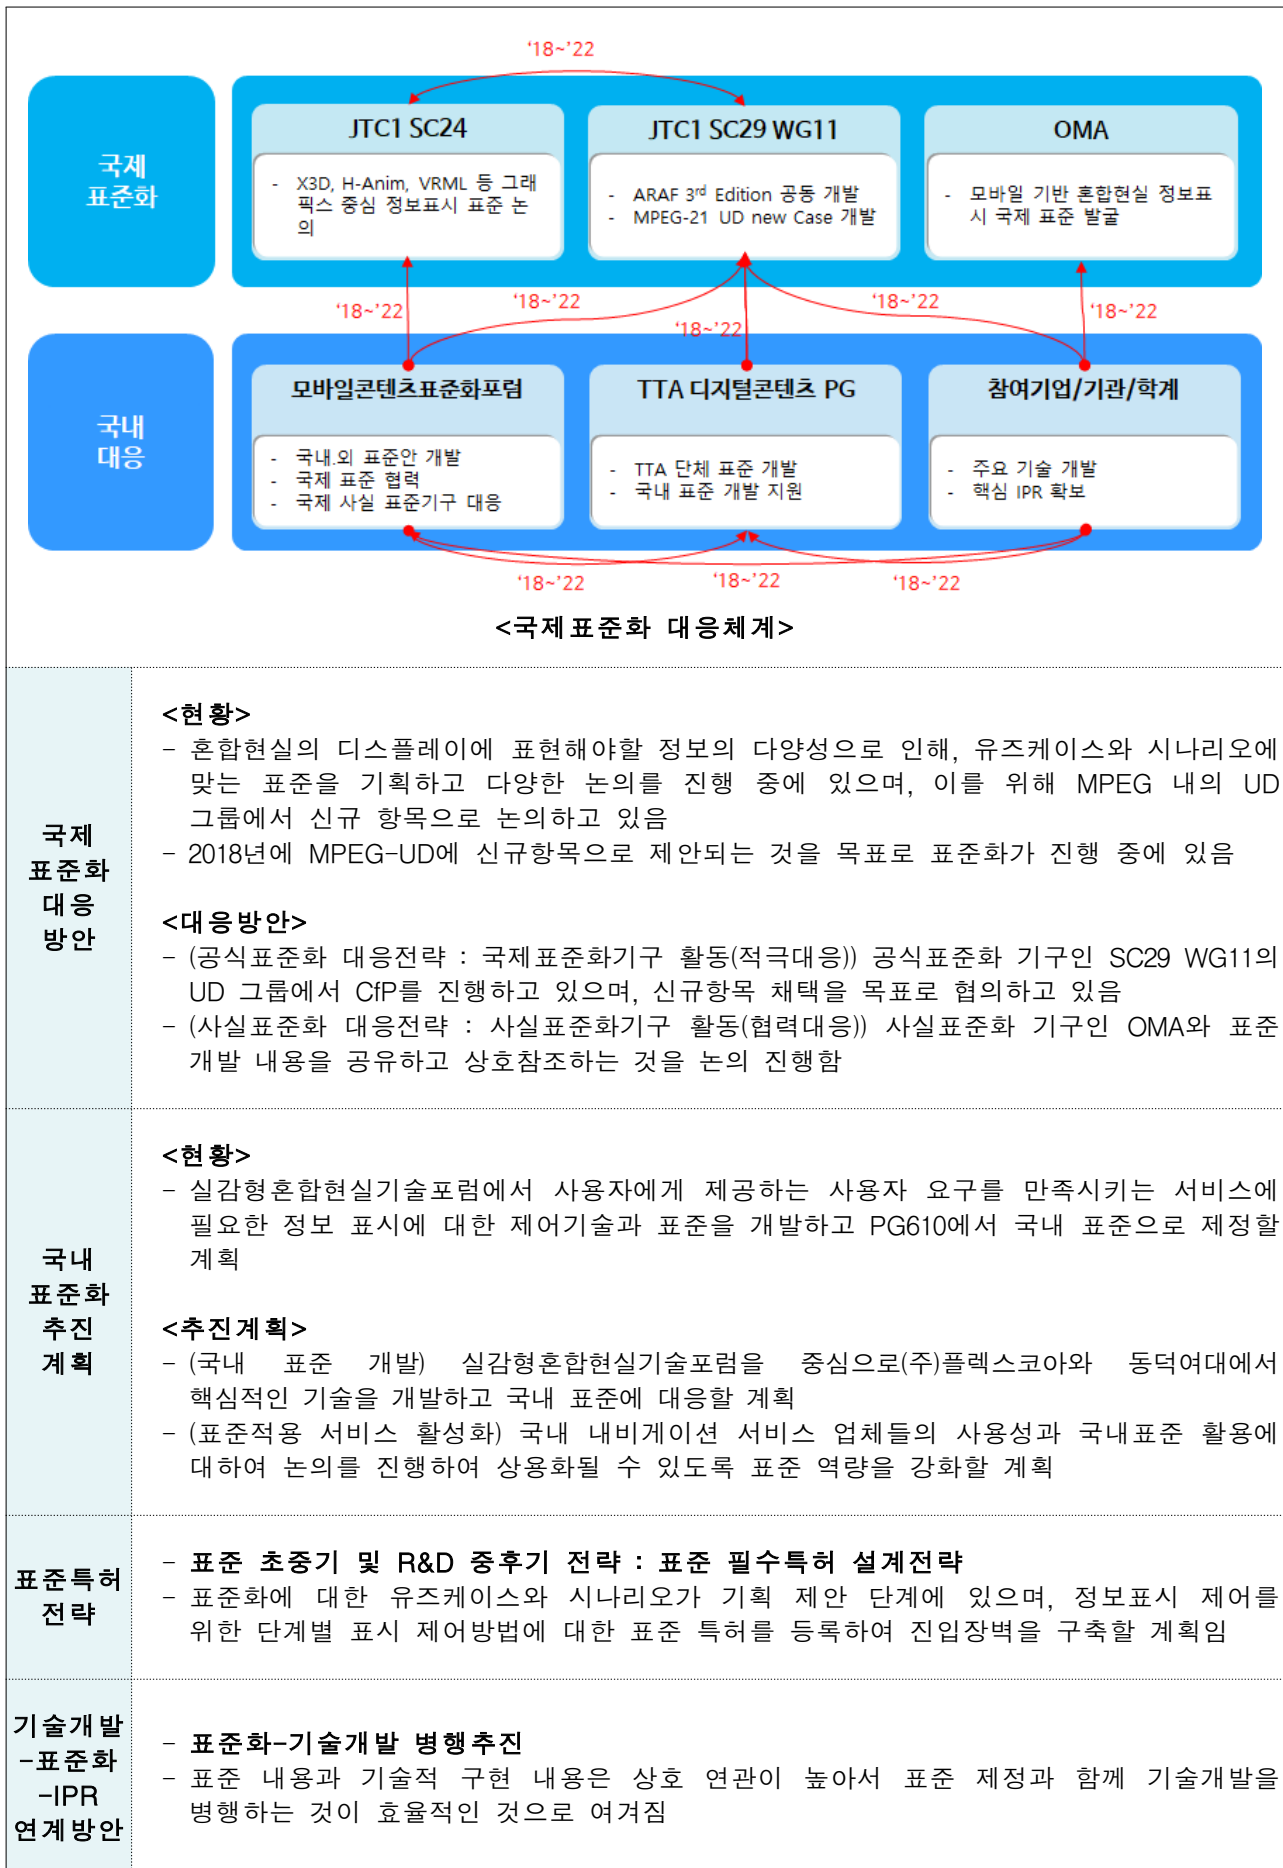 ‘18~’22
국제
표준화
JTC1 SC24
- X3D, H-Anim, VRML 등 그래
픽스 중심 정보표시 표준 논
의
JTC1 SC29 WG11
- ARAF 3rd Edition 공동 개발
- MPEG-21 UD new Case 개발
OMA
- 모바일 기반 혼합현실 정보표
시 국제 표준 발굴
‘18~’22
‘18~’22
‘18~’22
‘18~’22
‘18~’22
국내
대응
모바일콘텐츠표준화포럼
- 국내.외 표준안 개발
- 국제 표준 협력
- 국제 사실 표준기구 대응
TTA 디지털콘텐츠 PG
- TTA 단체 표준 개발
- 국내 표준 개발 지원
참여기업/기관/학계
- 주요 기술 개발
- 핵심 IPR 확보
‘18~’22
‘18~’22
‘18~’22
<국제표준화 대응체계>
국제
표준화
대응
방안
<현황>
- 혼합현실의 디스플레이에 표현해야할 정보의 다양성으로 인해, 유즈케이스와 시나리오에
맞는 표준을 기획하고 다양한 논의를 진행 중에 있으며, 이를 위해 MPEG 내의 UD
그룹에서 신규 항목으로 논의하고 있음
- 2018년에 MPEG-UD에 신규항목으로 제안되는 것을 목표로 표준화가 진행 중에 있음
<대응방안>
- (공식표준화 대응전략 : 국제표준화기구 활동(적극대응)) 공식표준화 기구인 SC29 WG11의
UD 그룹에서 CfP를 진행하고 있으며, 신규항목 채택을 목표로 협의하고 있음
- (사실표준화 대응전략 : 사실표준화기구 활동(협력대응)) 사실표준화 기구인 OMA와 표준
개발 내용을 공유하고 상호참조하는 것을 논의 진행함
국내
표준화
추진
계획
<현황>
- 실감형혼합현실기술포럼에서 사용자에게 제공하는 사용자 요구를 만족시키는 서비스에
필요한 정보 표시에 대한 제어기술과 표준을 개발하고 PG610에서 국내 표준으로 제정할
계획
<추진계획>
- (국내 표준 개발) 실감형혼합현실기술포럼을 중심으로(주)플렉스코아와 동덕여대에서
핵심적인 기술을 개발하고 국내 표준에 대응할 계획
- (표준적용 서비스 활성화) 국내 내비게이션 서비스 업체들의 사용성과 국내표준 활용에
대하여 논의를 진행하여 상용화될 수 있도록 표준 역량을 강화할 계획
표준특허
전략
- 표준 초중기 및 R&D 중후기 전략 : 표준 필수특허 설계전략
- 표준화에 대한 유즈케이스와 시나리오가 기획 제안 단계에 있으며, 정보표시 제어를
위한 단계별 표시 제어방법에 대한 표준 특허를 등록하여 진입장벽을 구축할 계획임
기술개발
-표준화
-IPR
연계방안
- 표준화-기술개발 병행추진
- 표준 내용과 기술적 구현 내용은 상호 연관이 높아서 표준 제정과 함께 기술개발을
병행하는 것이 효율적인 것으로 여겨짐